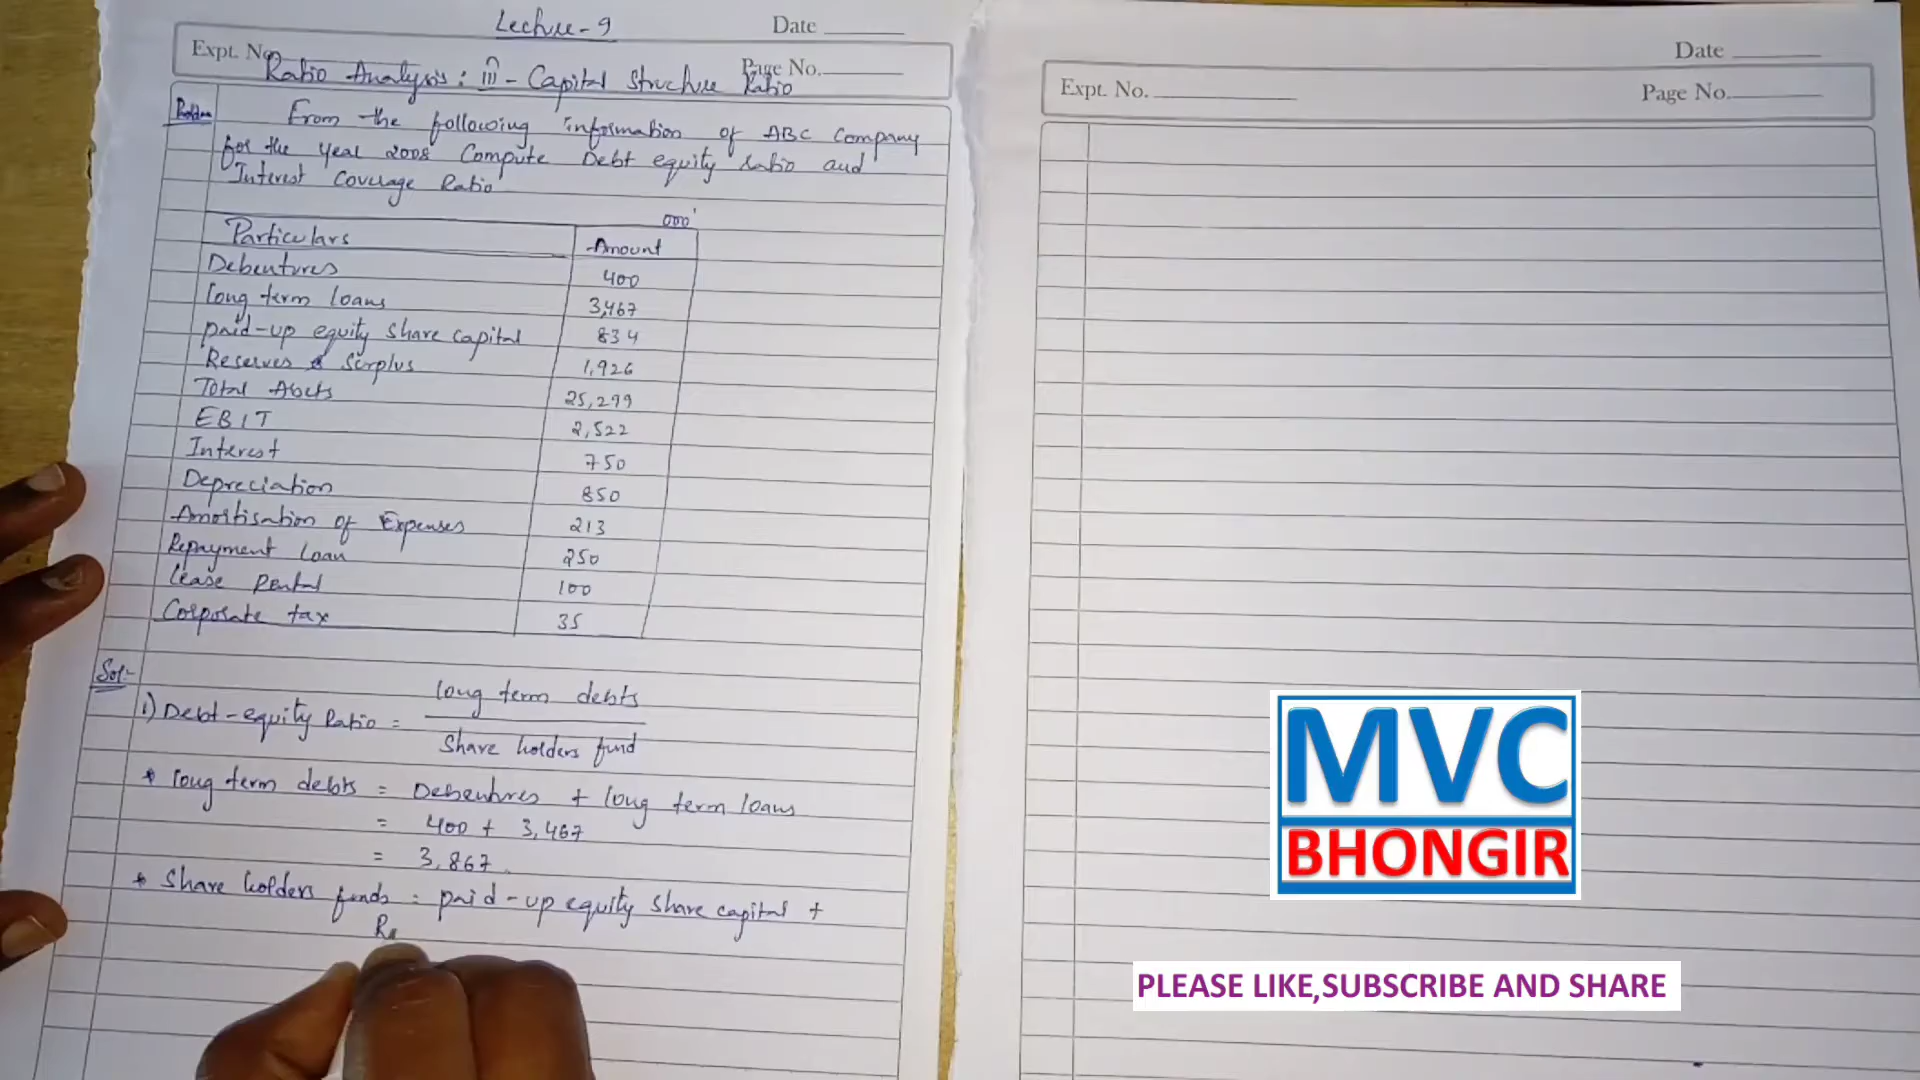 Lecture-9
Date
Expt. No.
Page No.
Ratio Analysis: III - Capital Structure Ratio
From the following information of ABC Company
for the year 2008 Compute Debt equity ratio and
Interest Coverage Ratio
000'
Particulars Amount
Debentures 400
long term loans 3,467
paid-up equity share capital 834
Reserves & Surplus 1,926
Total Assets 25,299
EBIT 2,522
Interest 750
Depreciation 850
Amortisation of Expenses 213
Repayment loan 250
Lease Rental 100
Corporate tax 35
Sol:-
long term debts
i) Debt-equity Ratio =
Share holders fund
* long term debts = Debentures + long term loans
= 400 + 3,467
= 3,867
* Share holders funds = paid-up equity share capital +
Date
Expt. No.
Page No.
MVC
BHONGIR
PLEASE LIKE,SUBSCRIBE AND SHARE